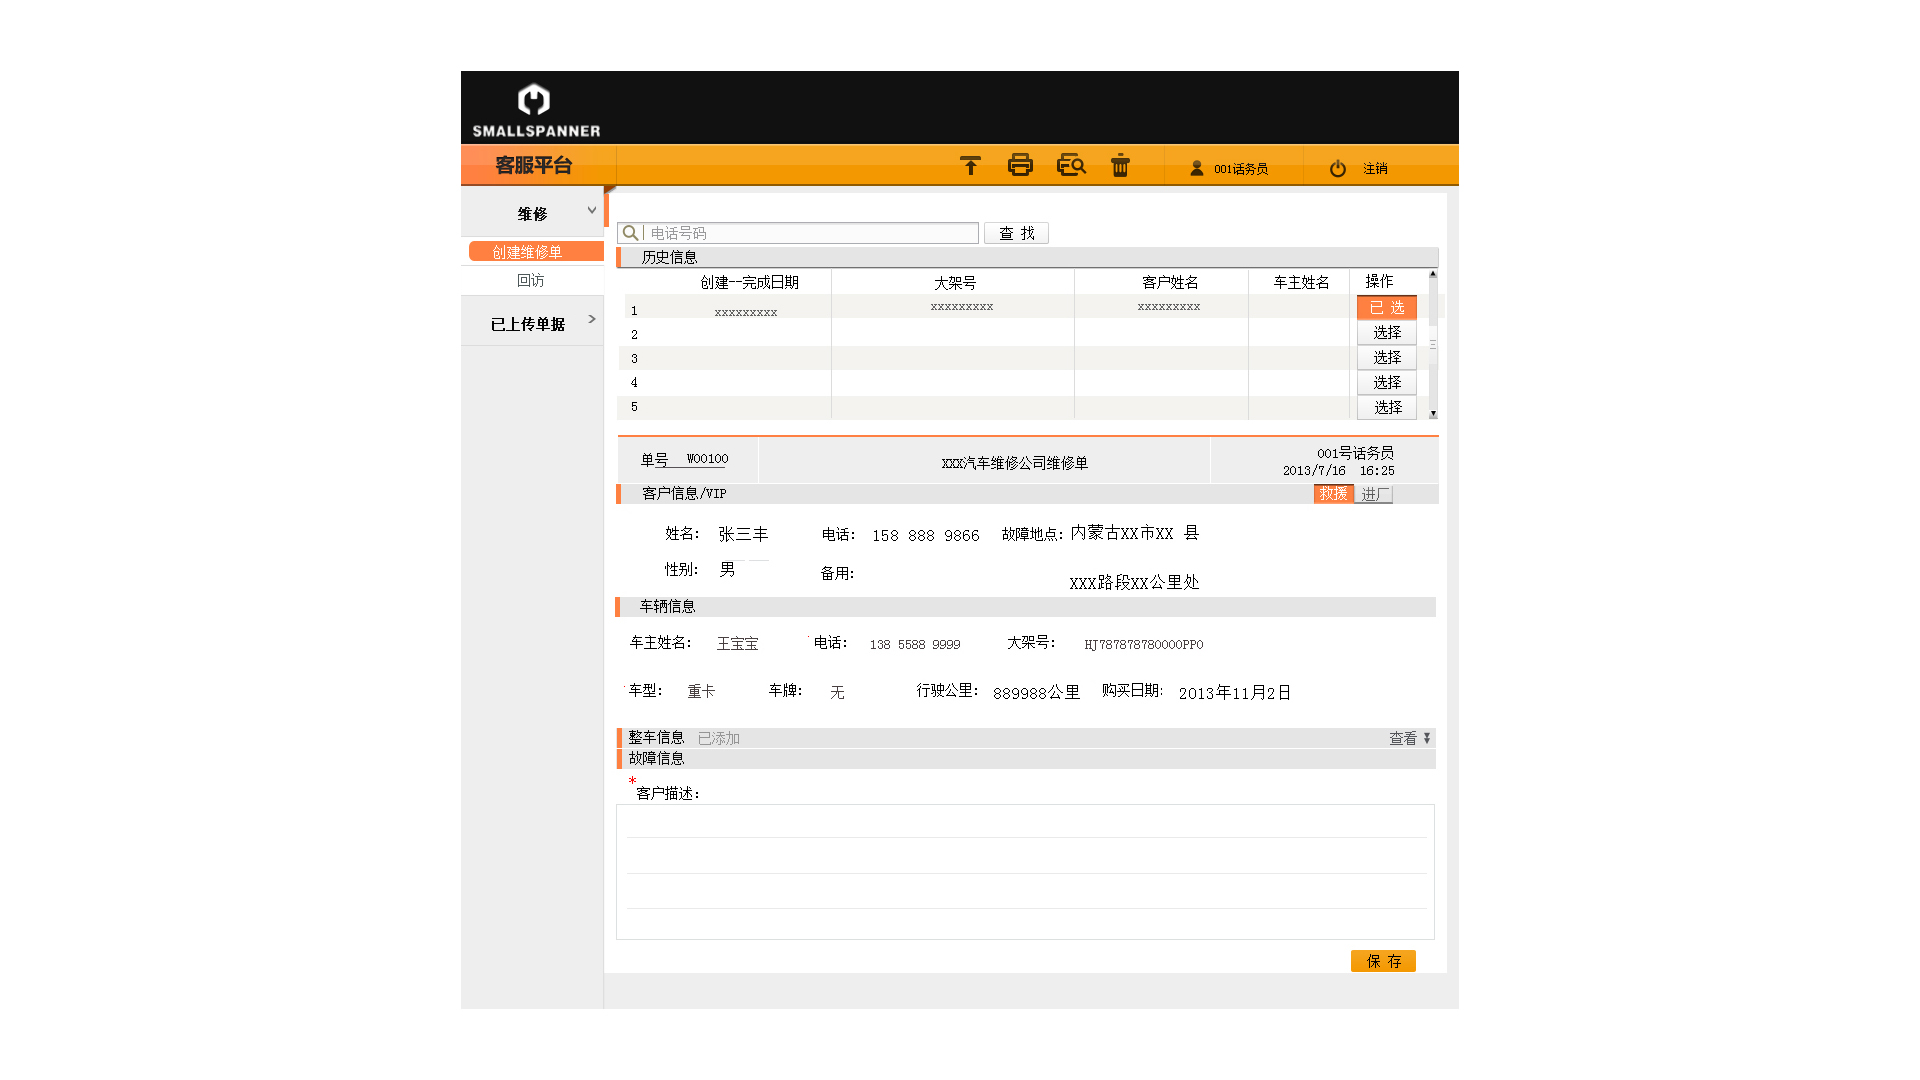 SMALLSPANNER
客服平台
001话务员
注销
维修
创建维修单
回访
已上传单据
电话号码
查 找
历史信息
创建--完成日期 大架号 客户姓名 车主姓名 操作
1 xxxxxxxxx xxxxxxxxx xxxxxxxxx 已 选
2 选择
3 选择
4 选择
5 选择
单号 W00100
XXX汽车维修公司维修单
001号话务员
2013/7/16 16:25
客户信息/VIP 救援 进厂
姓名: 张三丰 电话: 158 888 9866 故障地点: 内蒙古XX市XX 县
性别: 男 备用:
XXX路段XX公里处
车辆信息
车主姓名: 王宝宝 电话: 138 5588 9999 大架号: HJ787878780000PPO
车型: 重卡 车牌: 无 行驶公里: 889988公里 购买日期: 2013年11月2日
整车信息 已添加 查看
故障信息
*
客户描述:
保 存